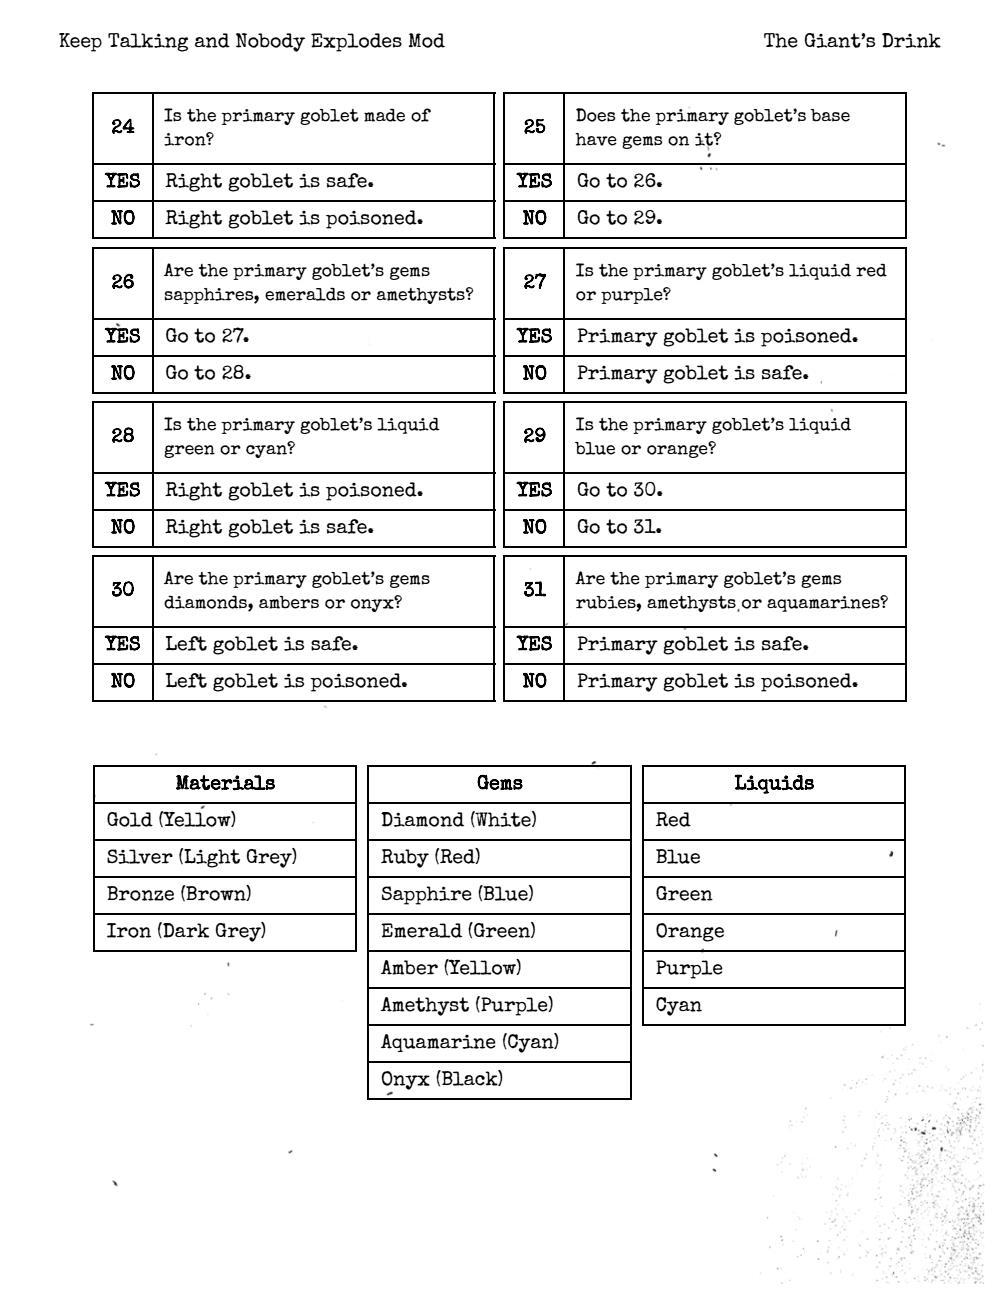 Keep Talking and Nobody Explodes Mod
The Giant's Drink
24
Is the primary goblet made of
iron?
YES
Right goblet is safe.
NO
Right goblet is poisoned.
25
Does the primary goblet's base
have gems on it?
YES
Go to 26.
NO
Go to 29.
26
Are the primary goblet's gems
sapphires, emeralds or amethysts?
YES
Go to 27.
NO
Go to 28.
27
Is the primary goblet's liquid red
or purple?
YES
Primary goblet is poisoned.
NO
Primary goblet is safe.
28
Is the primary goblet's liquid
green or cyan?
YES
Right goblet is poisoned.
NO
Right goblet is safe.
29
Is the primary goblet's liquid
blue or orange?
YES
Go to 30.
NO
Go to 31.
30
Are the primary goblet's gems
diamonds, ambers or onyx?
YES
Left goblet is safe.
NO
Left goblet is poisoned.
31
Are the primary goblet's gems
rubies, amethysts or aquamarines?
YES
Primary goblet is safe.
NO
Primary goblet is poisoned.
Materials
Gold (Yellow)
Silver (Light Grey)
Bronze (Brown)
Iron (Dark Grey)
Gems
Diamond (White)
Ruby (Red)
Sapphire (Blue)
Emerald (Green)
Amber (Yellow)
Amethyst (Purple)
Aquamarine (Cyan)
Onyx (Black)
Liquids
Red
Blue
Green
Orange
Purple
Cyan